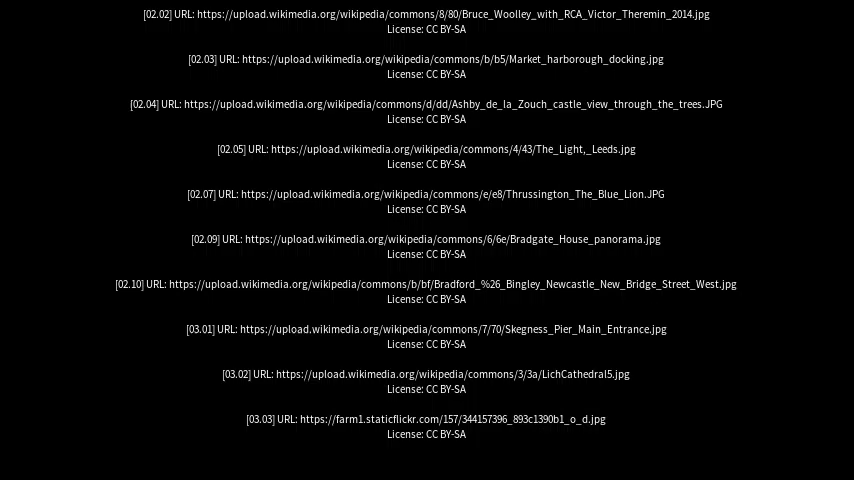 [02.02] URL: https://upload.wikimedia.org/wikipedia/commons/8/80/Bruce_Woolley_with_RCA_Victor_Theremin_2014.jpg
License: CC BY-SA
[02.03] URL: https://upload.wikimedia.org/wikipedia/commons/b/b5/Market_harborough_docking.jpg
License: CC BY-SA
[02.04] URL: https://upload.wikimedia.org/wikipedia/commons/d/dd/Ashby_de_la_Zouch_castle_view_through_the_trees.JPG
License: CC BY-SA
[02.05] URL: https://upload.wikimedia.org/wikipedia/commons/4/43/The_Light,_Leeds.jpg
License: CC BY-SA
[02.07] URL: https://upload.wikimedia.org/wikipedia/commons/e/e8/Thrussington_The_Blue_Lion.JPG
License: CC BY-SA
[02.09] URL: https://upload.wikimedia.org/wikipedia/commons/6/6e/Bradgate_House_panorama.jpg
License: CC BY-SA
[02.10] URL: https://upload.wikimedia.org/wikipedia/commons/b/bf/Bradford_%26_Bingley_Newcastle_New_Bridge_Street_West.jpg
License: CC BY-SA
[03.01] URL: https://upload.wikimedia.org/wikipedia/commons/7/70/Skegness_Pier_Main_Entrance.jpg
License: CC BY-SA
[03.02] URL: https://upload.wikimedia.org/wikipedia/commons/3/3a/LichCathedral5.jpg
License: CC BY-SA
[03.03] URL: https://farm1.staticflickr.com/157/344157396_893c1390b1_o_d.jpg
License: CC BY-SA